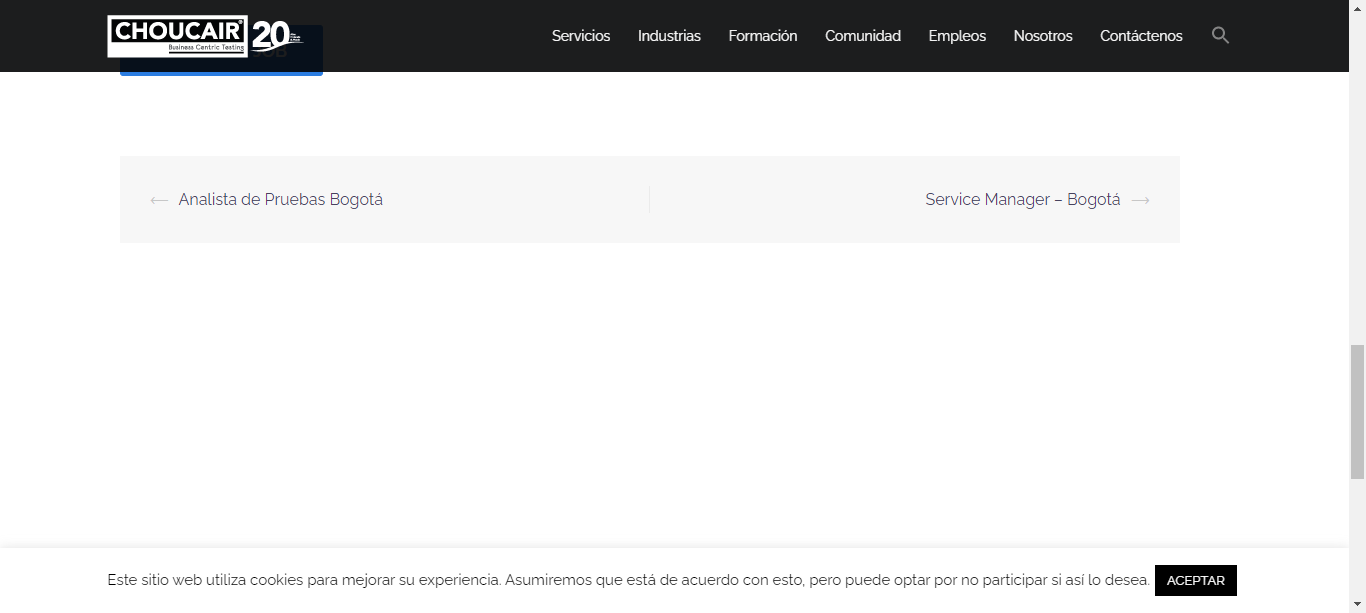 CHOUCAIR® 20
Business Centric Testing
Servicios Industrias Formación Comunidad Empleos Nosotros Contáctenos
← Analista de Pruebas Bogotá
Service Manager – Bogotá →
Este sitio web utiliza cookies para mejorar su experiencia. Asumiremos que está de acuerdo con esto, pero puede optar por no participar si así lo desea. ACEPTAR